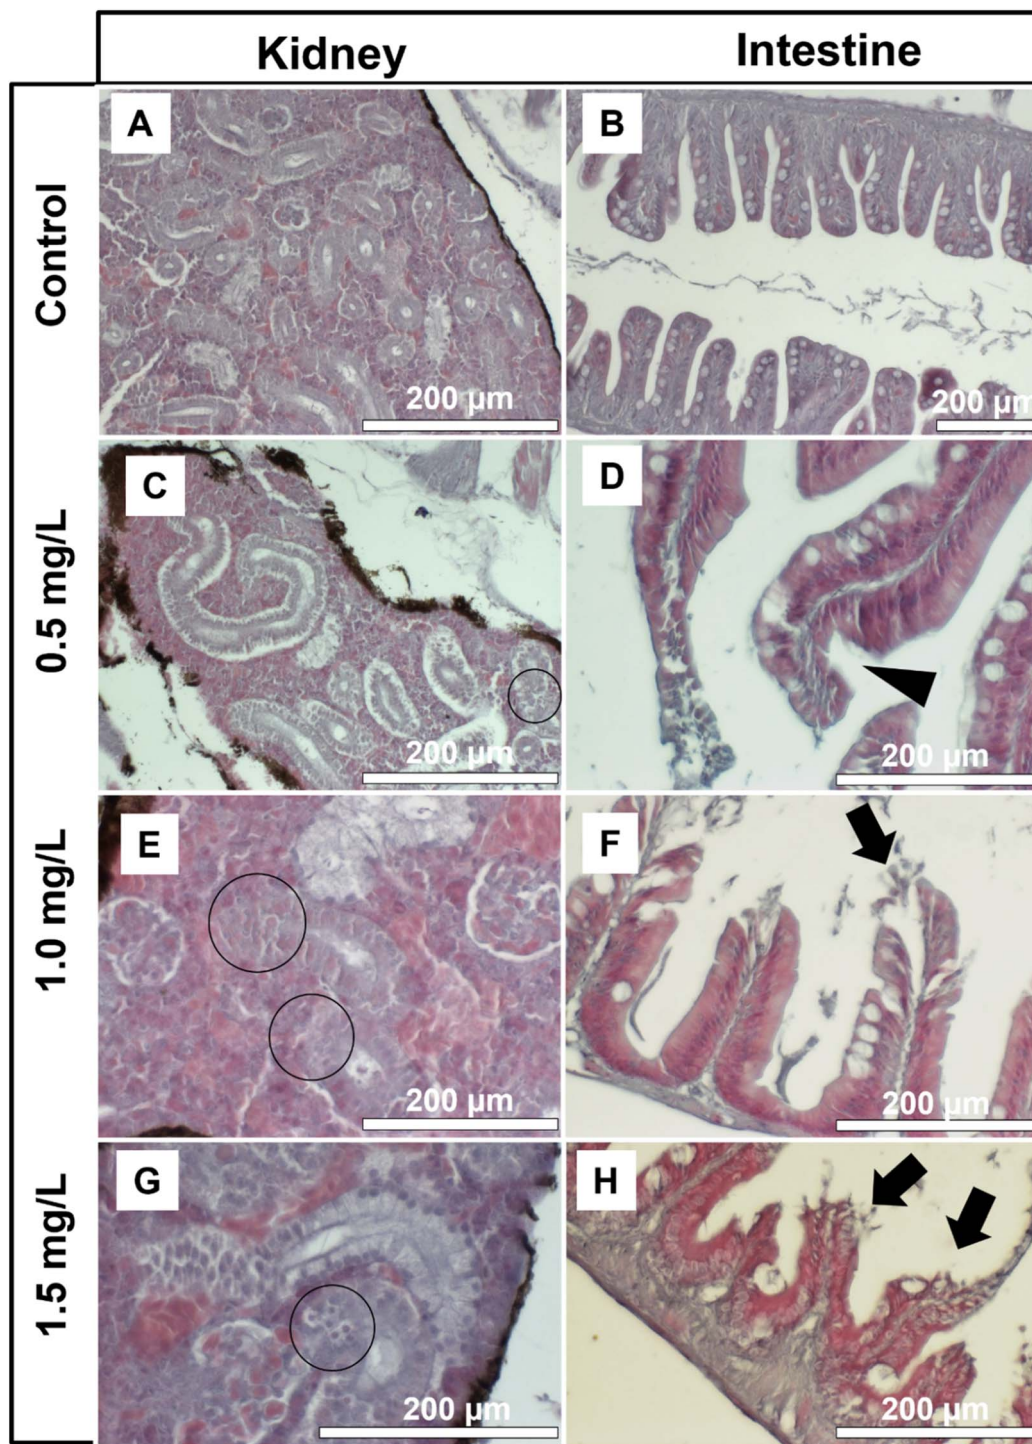 Kidney Intestine
Control
A
200 µm
B
200 µm
0.5 mg/L
C
200 µm
D
200 µm
1.0 mg/L
E
200 µm
F
200 µm
1.5 mg/L
G
200 µm
H
200 µm